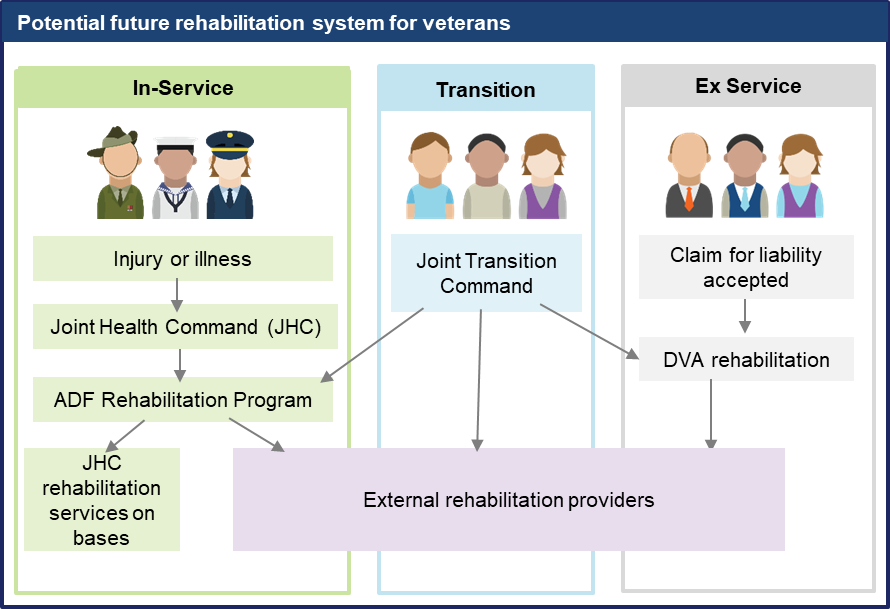 Potential future rehabilitation system for veterans
In-Service
Injury or illness
Joint Health Command (JHC)
ADF Rehabilitation Program
JHC
rehabilitation
services on
bases
Transition
Joint Transition
Command
Ex Service
Claim for liability
accepted
DVA rehabilitation
External rehabilitation providers